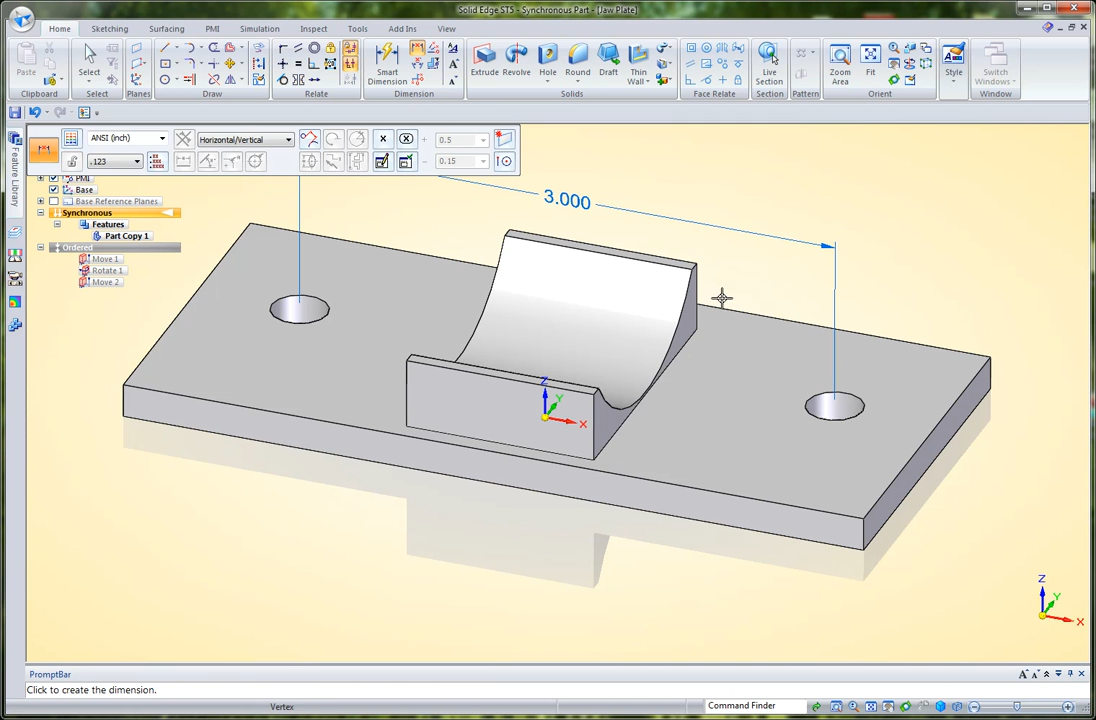 Solid Edge ST5 - Synchronous Part - [Jaw Plate]
Home Sketching Surfacing PMI Simulation Inspect Tools Add Ins View
Paste Select Smart Dimension Extrude Revolve Hole Round Draft Thin Wall Live Section Zoom Area Fit Style Switch Windows
Clipboard Select Planes Draw Relate Dimension Solids Face Relate Section Pattern Orient Window
ANSI (inch) Horizontal/Vertical + 0.5
.123 - 0.15
Feature Library
PMI
Base
Base Reference Planes
Synchronous
Features
Part Copy 1
Ordered
Move 1
Rotate 1
Move 2
3.000
Z
Y
X
Z
Y
X
PromptBar
Click to create the dimension.
Vertex Command Finder